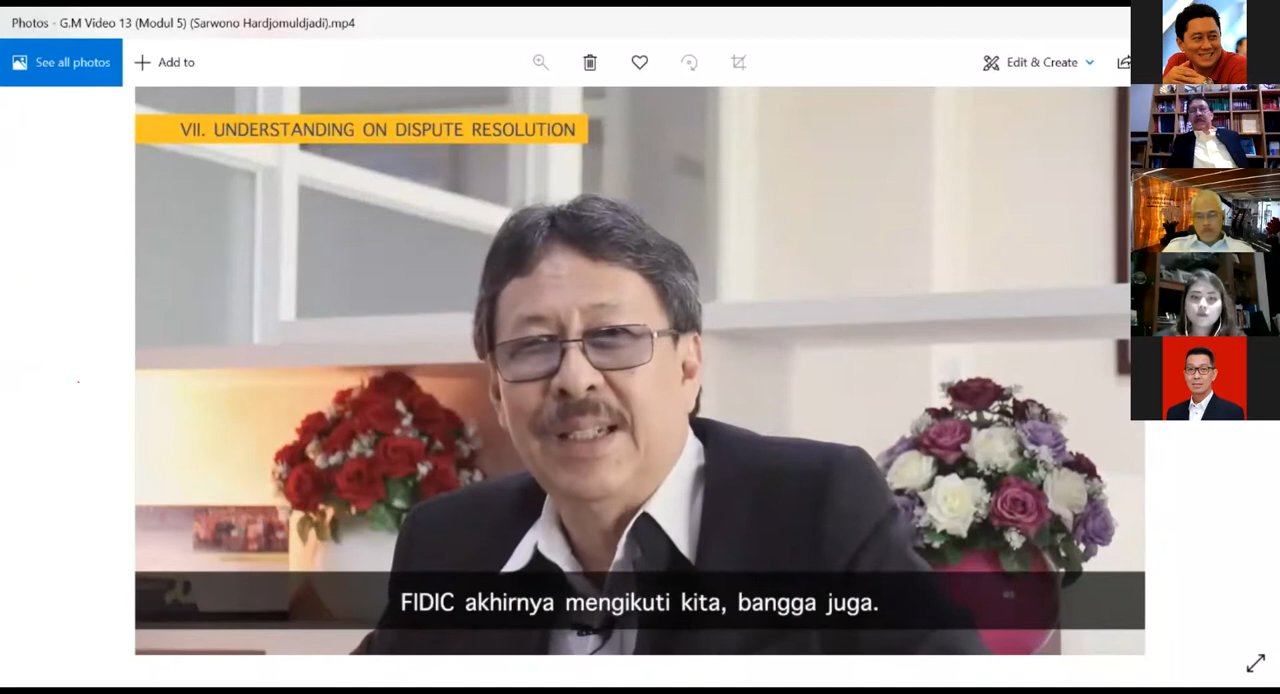 Photos - G.M Video 13 (Modul 5) (Sarwono Hardjomuldjadi).mp4
See all photos
Add to
Edit & Create
VII. UNDERSTANDING ON DISPUTE RESOLUTION
FIDIC akhirnya mengikuti kita, bangga juga.